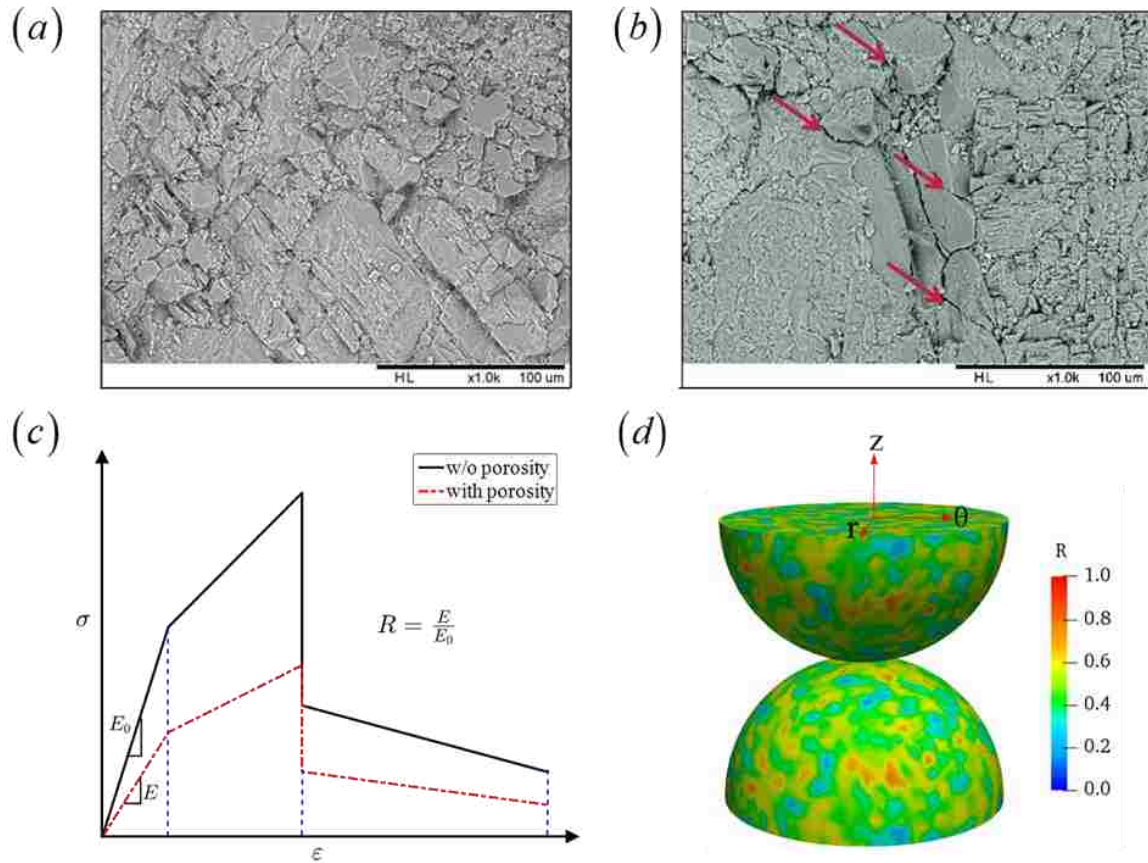 (a)
(b)
HL x1.0k 100 um
HL x1.0k 100 um
(c)
(d)
w/o porosity
with porosity
σ
R = E/E₀
E₀
E
ε
z
θ
r
R
1.0
0.8
0.6
0.4
0.2
0.0